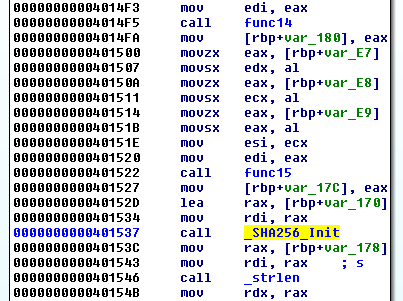 00000000004014F3 mov edi, eax
00000000004014F5 call func14
00000000004014FA mov [rbp+var_180], eax
0000000000401500 movzx eax, [rbp+var_E7]
0000000000401507 movsx edx, al
000000000040150A movzx eax, [rbp+var_E8]
0000000000401511 movsx ecx, al
0000000000401514 movzx eax, [rbp+var_E9]
000000000040151B movsx eax, al
000000000040151E mov esi, ecx
0000000000401520 mov edi, eax
0000000000401522 call func15
0000000000401527 mov [rbp+var_17C], eax
000000000040152D lea rax, [rbp+var_170]
0000000000401534 mov rdi, rax
0000000000401537 call _SHA256_Init
000000000040153C mov rax, [rbp+var_178]
0000000000401543 mov rdi, rax ; s
0000000000401546 call _strlen
000000000040154B mov rdx, rax